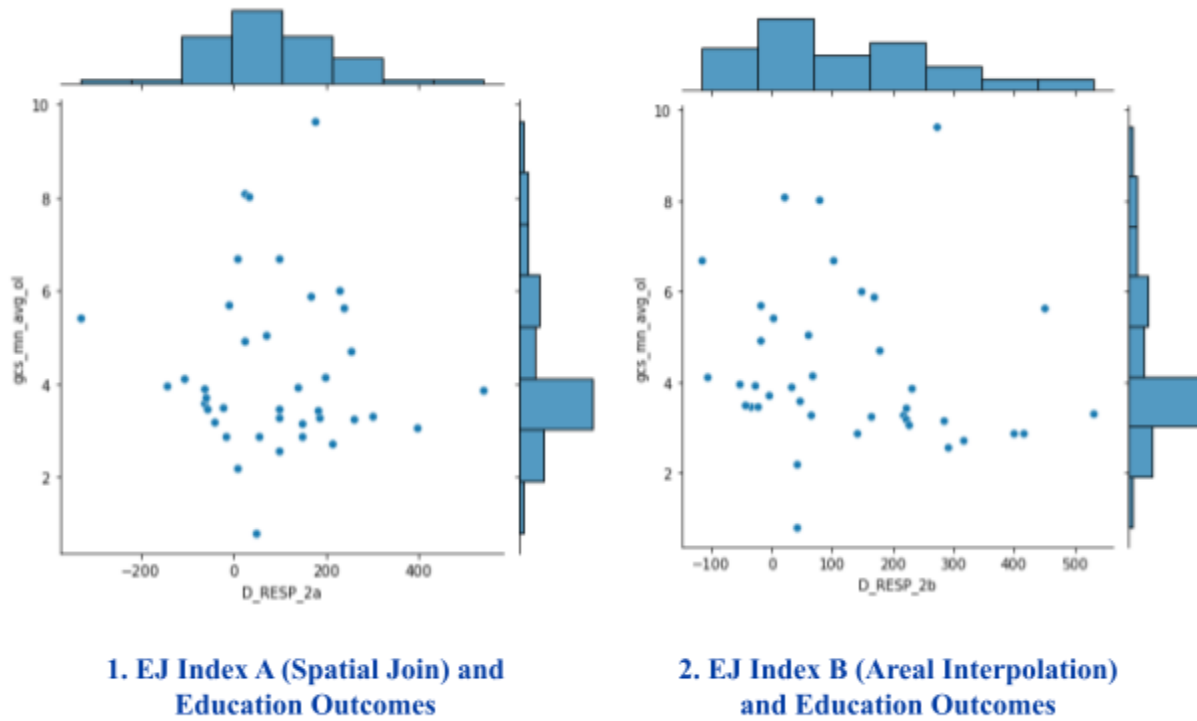 10
8
6
4
2
gcs_mn_avg_ol
−200
0
200
400
D_RESP_2a
10
8
6
4
2
gcs_mn_avg_ol
−100
0
100
200
300
400
500
D_RESP_2b
1. EJ Index A (Spatial Join) and
Education Outcomes
2. EJ Index B (Areal Interpolation)
and Education Outcomes